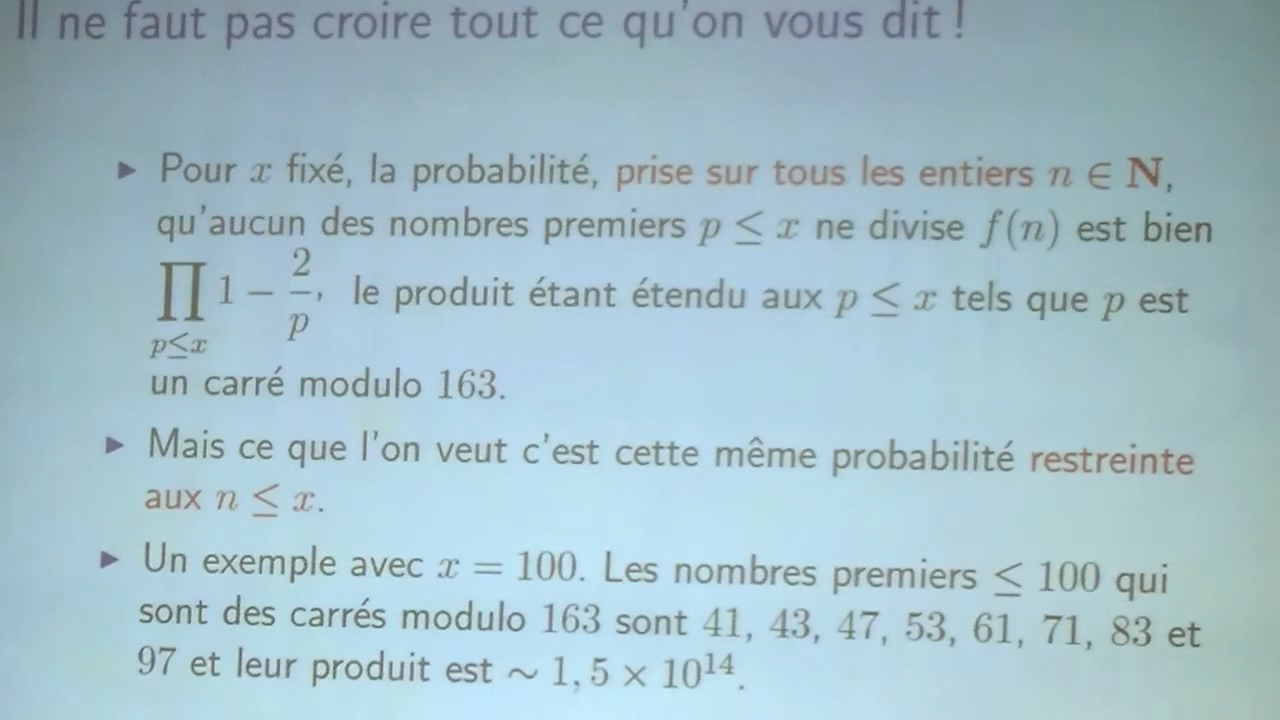 Il ne faut pas croire tout ce qu'on vous dit !
▶ Pour x fixé, la probabilité, prise sur tous les entiers n ∈ N,
qu'aucun des nombres premiers p ≤ x ne divise f(n) est bien
∏_{p≤x} 1 − 2/p, le produit étant étendu aux p ≤ x tels que p est
un carré modulo 163.
▶ Mais ce que l'on veut c'est cette même probabilité restreinte
aux n ≤ x.
▶ Un exemple avec x = 100. Les nombres premiers ≤ 100 qui
sont des carrés modulo 163 sont 41, 43, 47, 53, 61, 71, 83 et
97 et leur produit est ∼ 1, 5 × 10^14.